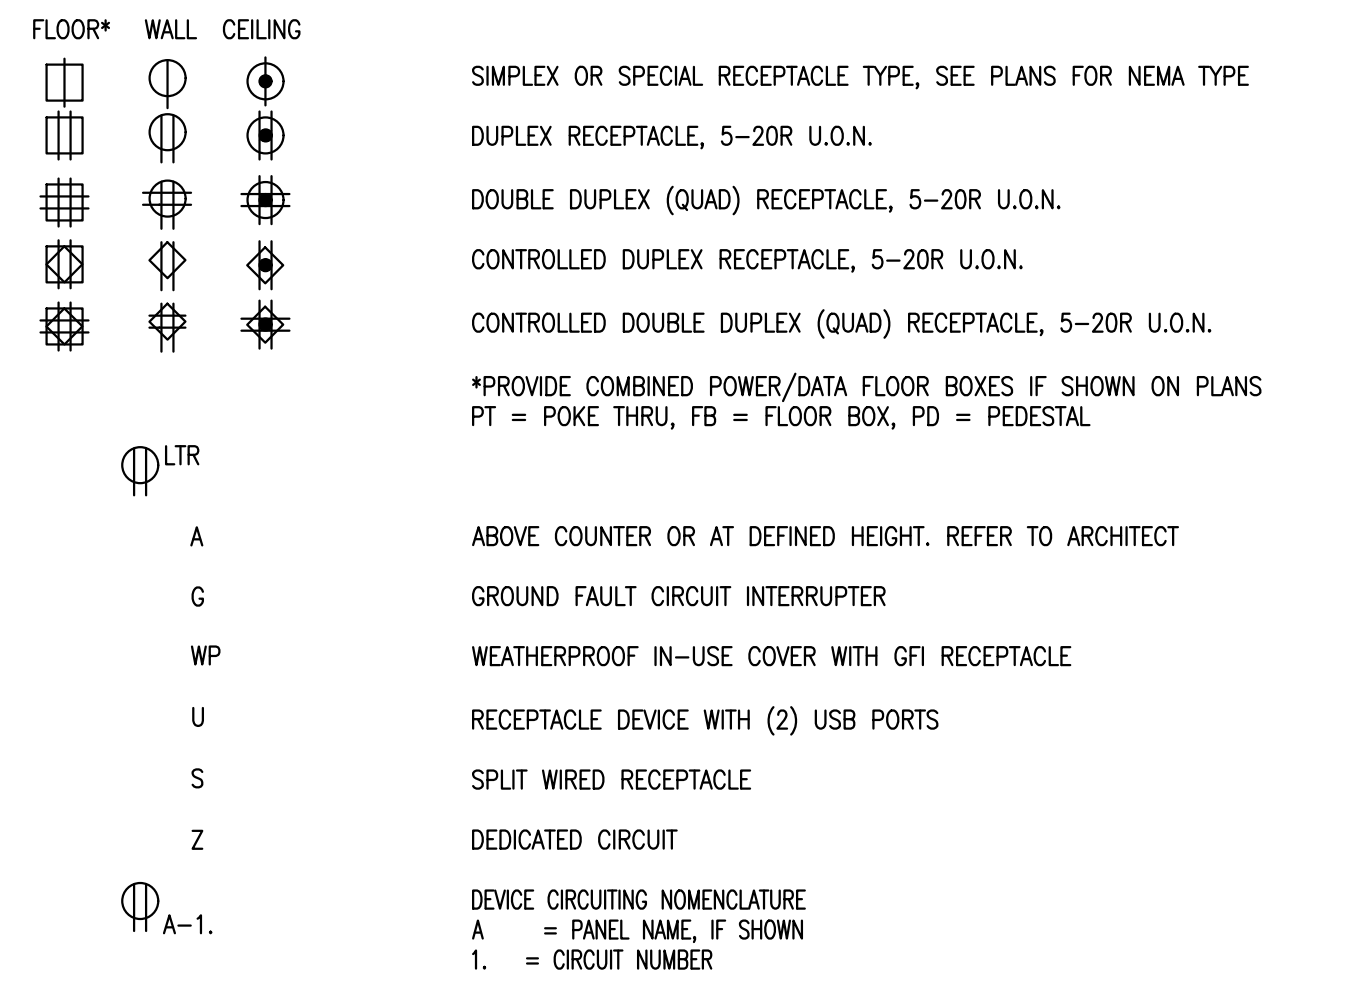 FLOOR* WALL CEILING
SIMPLEX OR SPECIAL RECEPTACLE TYPE, SEE PLANS FOR NEMA TYPE
DUPLEX RECEPTACLE, 5-20R U.O.N.
DOUBLE DUPLEX (QUAD) RECEPTACLE, 5-20R U.O.N.
CONTROLLED DUPLEX RECEPTACLE, 5-20R U.O.N.
CONTROLLED DOUBLE DUPLEX (QUAD) RECEPTACLE, 5-20R U.O.N.
*PROVIDE COMBINED POWER/DATA FLOOR BOXES IF SHOWN ON PLANS
PT = POKE THRU, FB = FLOOR BOX, PD = PEDESTAL
LTR
A ABOVE COUNTER OR AT DEFINED HEIGHT. REFER TO ARCHITECT
G GROUND FAULT CIRCUIT INTERRUPTER
WP WEATHERPROOF IN-USE COVER WITH GFI RECEPTACLE
U RECEPTACLE DEVICE WITH (2) USB PORTS
S SPLIT WIRED RECEPTACLE
Z DEDICATED CIRCUIT
A-1. DEVICE CIRCUITING NOMENCLATURE
A = PANEL NAME, IF SHOWN
1. = CIRCUIT NUMBER